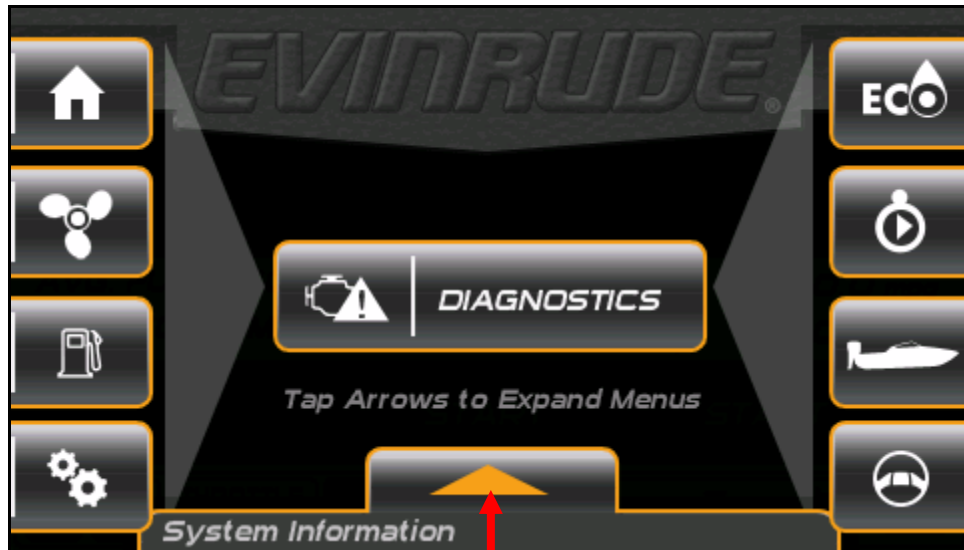 EVINRUDE®
ECO
DIAGNOSTICS
Tap Arrows to Expand Menus
System Information